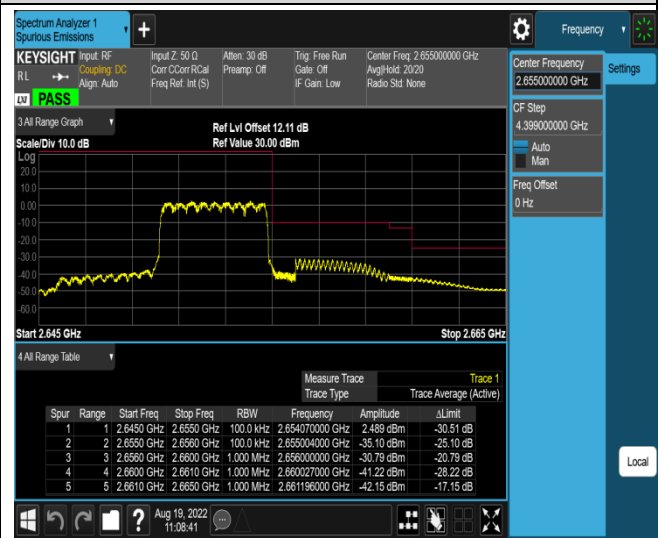 Spectrum Analyzer 1
Spurious Emissions
+
Frequency
KEYSIGHT Input: RF Input Z: 50 Ω Atten: 30 dB Trig: Free Run Center Freq: 2.655000000 GHz
RL Coupling: DC Corr CCorr RCal Preamp: Off Gate: Off Avg|Hold: 20/20
Align: Auto Freq Ref: Int (S) IF Gain: Low Radio Std: None
LXI PASS
Center Frequency
2.655000000 GHz
Settings
CF Step
4.399000000 GHz
Auto
Man
Freq Offset
0 Hz
Local
3 All Range Graph
Ref Lvl Offset 12.11 dB
Scale/Div 10.0 dB Ref Value 30.00 dBm
Log
20.0
10.0
0.00
-10.0
-20.0
-30.0
-40.0
-50.0
-60.0
Start 2.645 GHz Stop 2.665 GHz
4 All Range Table
Measure Trace Trace 1
Trace Type Trace Average (Active)
Spur Range Start Freq Stop Freq RBW Frequency Amplitude ΔLimit
1 1 2.6450 GHz 2.6550 GHz 100.0 kHz 2.654070000 GHz 2.489 dBm -30.51 dB
2 2 2.6550 GHz 2.6560 GHz 100.0 kHz 2.655004000 GHz -35.10 dBm -25.10 dB
3 3 2.6560 GHz 2.6600 GHz 1.000 MHz 2.656000000 GHz -30.79 dBm -20.79 dB
4 4 2.6600 GHz 2.6610 GHz 1.000 MHz 2.660027000 GHz -41.22 dBm -28.22 dB
5 5 2.6610 GHz 2.6650 GHz 1.000 MHz 2.661196000 GHz -42.15 dBm -17.15 dB
? Aug 19, 2022
11:08:41